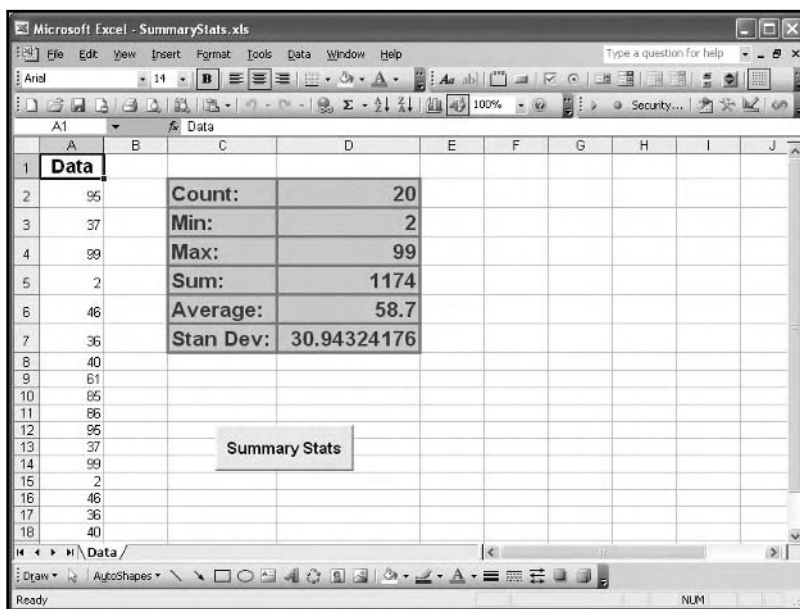 Microsoft Excel - SummaryStats.xls
File Edit View Insert Format Tools Data Window Help Type a question for help
Arial 14 B A Aa ab|
Σ 100% Security...
A1 fx Data
A B C D E F G H I J
1 Data
2 95 Count: 20
3 37 Min: 2
4 99 Max: 99
5 2 Sum: 1174
6 46 Average: 58.7
7 36 Stan Dev: 30.94324176
8 40
9 61
10 85
11 86
12 95
13 37 Summary Stats
14 99
15 2
16 46
17 36
18 40
Data
Draw AutoShapes A
Ready NUM